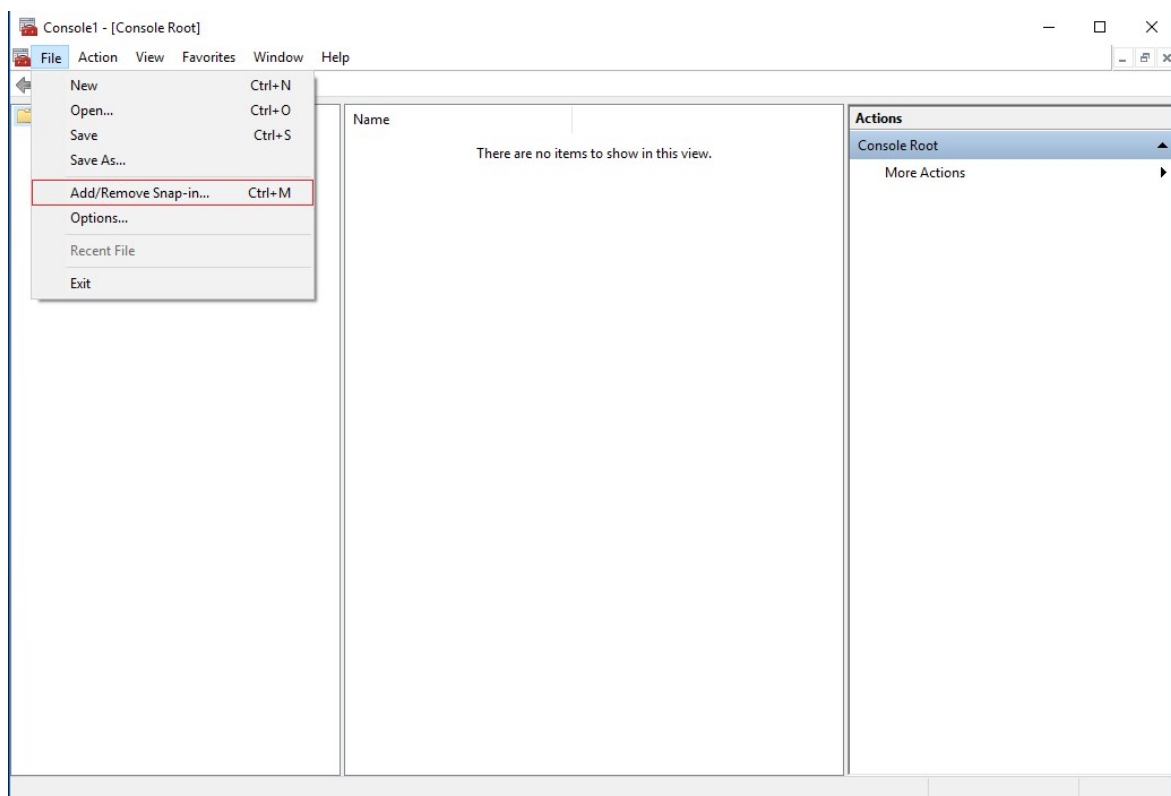 Console1 - [Console Root]
File Action View Favorites Window Help
New Ctrl+N
Open... Ctrl+O
Save Ctrl+S
Save As...
Add/Remove Snap-in... Ctrl+M
Options...
Recent File
Exit
Name
There are no items to show in this view.
Actions
Console Root
More Actions